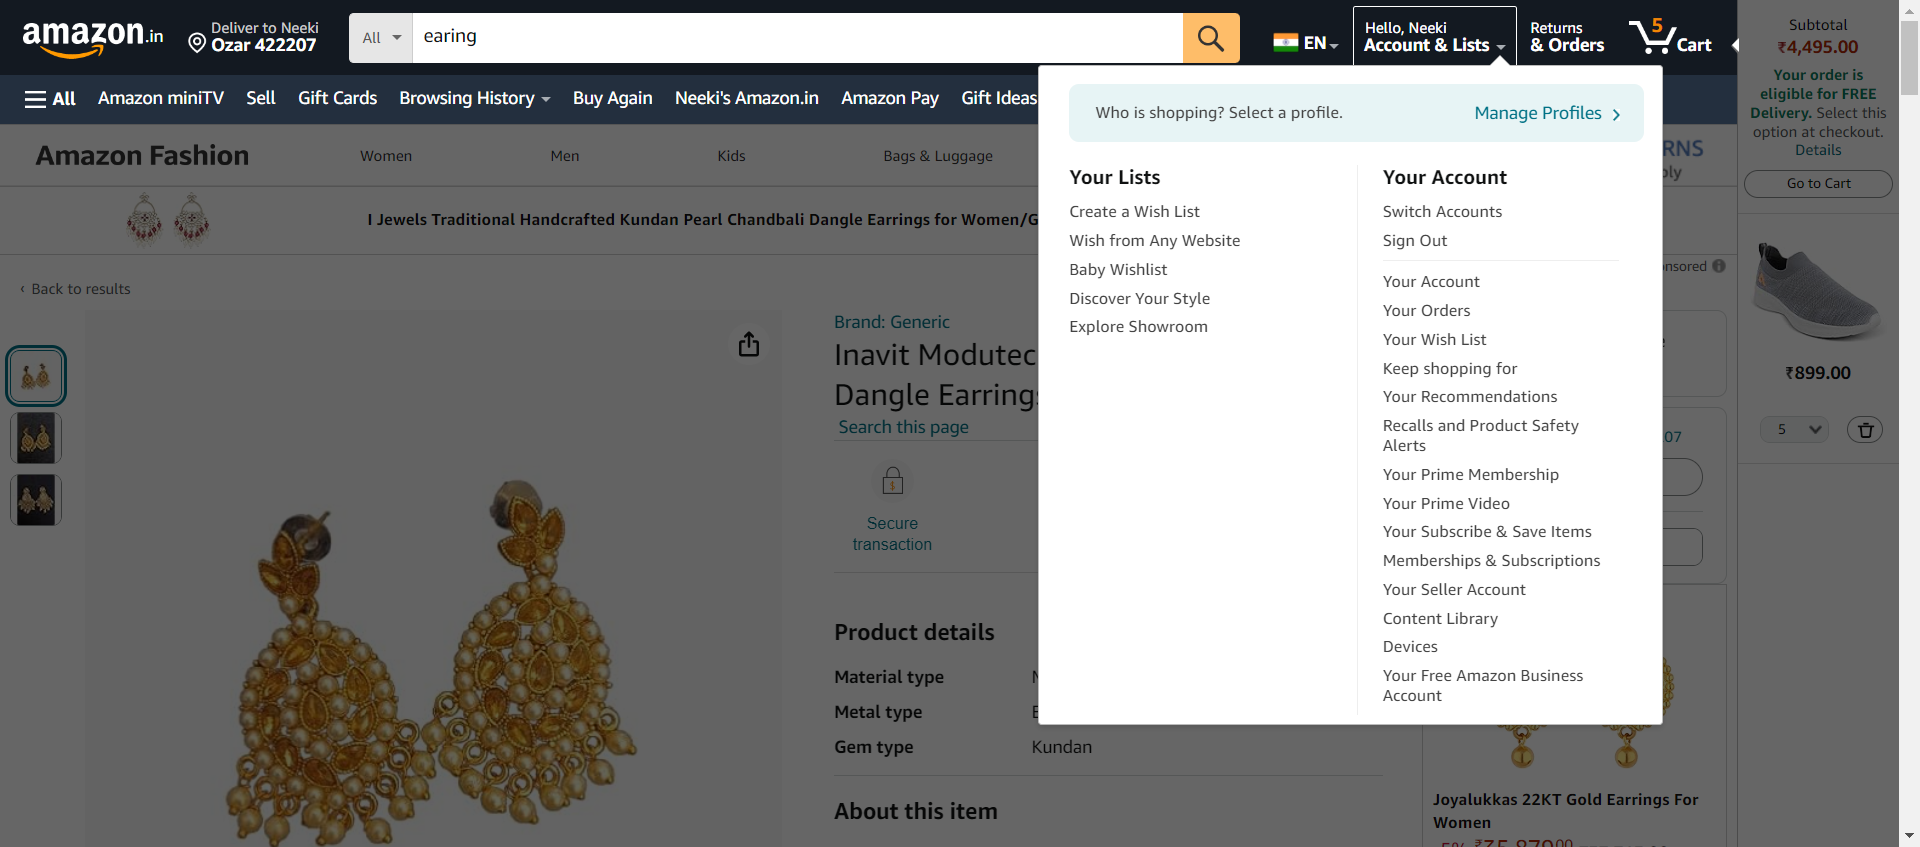 amazon.in
Deliver to Neeki
Ozar 422207
All
earing
EN
Hello, Neeki
Account & Lists
Returns
& Orders
5
Cart
All
Amazon miniTV
Sell
Gift Cards
Browsing History
Buy Again
Neeki's Amazon.in
Amazon Pay
Gift Ideas
Amazon Fashion
Women
Men
Kids
Bags & Luggage
I Jewels Traditional Handcrafted Kundan Pearl Chandbali Dangle Earrings for Women/G
‹ Back to results
Brand: Generic
Inavit Modutec
Dangle Earrings
Search this page
Secure
transaction
Product details
Material type
Metal type
Gem type
Kundan
About this item
Who is shopping? Select a profile.
Manage Profiles
Your Lists
Create a Wish List
Wish from Any Website
Baby Wishlist
Discover Your Style
Explore Showroom
Your Account
Switch Accounts
Sign Out
Your Account
Your Orders
Your Wish List
Keep shopping for
Your Recommendations
Recalls and Product Safety
Alerts
Your Prime Membership
Your Prime Video
Your Subscribe & Save Items
Memberships & Subscriptions
Your Seller Account
Content Library
Devices
Your Free Amazon Business
Account
Joyalukkas 22KT Gold Earrings For
Women
Subtotal
₹4,495.00
Your order is
eligible for FREE
Delivery. Select this
option at checkout.
Details
Go to Cart
₹899.00
5